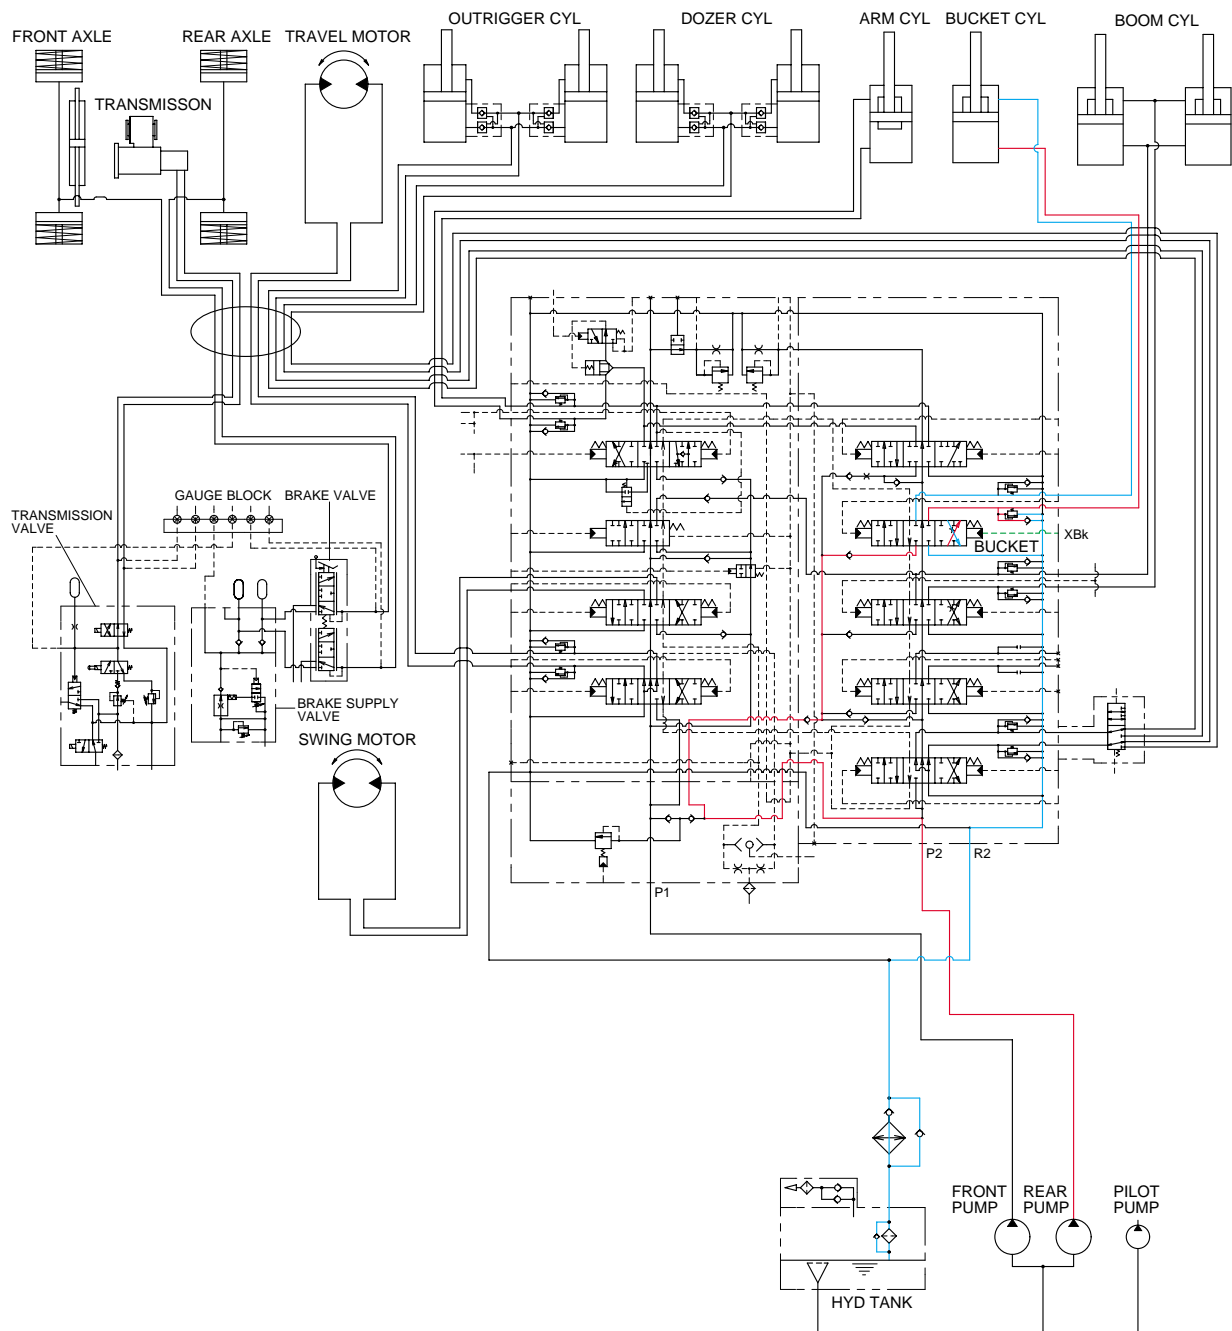 OUTRIGGER CYL
DOZER CYL
ARM CYL
BUCKET CYL
BOOM CYL
FRONT AXLE
REAR AXLE
TRAVEL MOTOR
TRANSMISSON
GAUGE BLOCK
BRAKE VALVE
TRANSMISSION
VALVE
XBk
BUCKET
BRAKE SUPPLY
VALVE
SWING MOTOR
P2
R2
P1
FRONT
PUMP
REAR
PUMP
PILOT
PUMP
HYD TANK